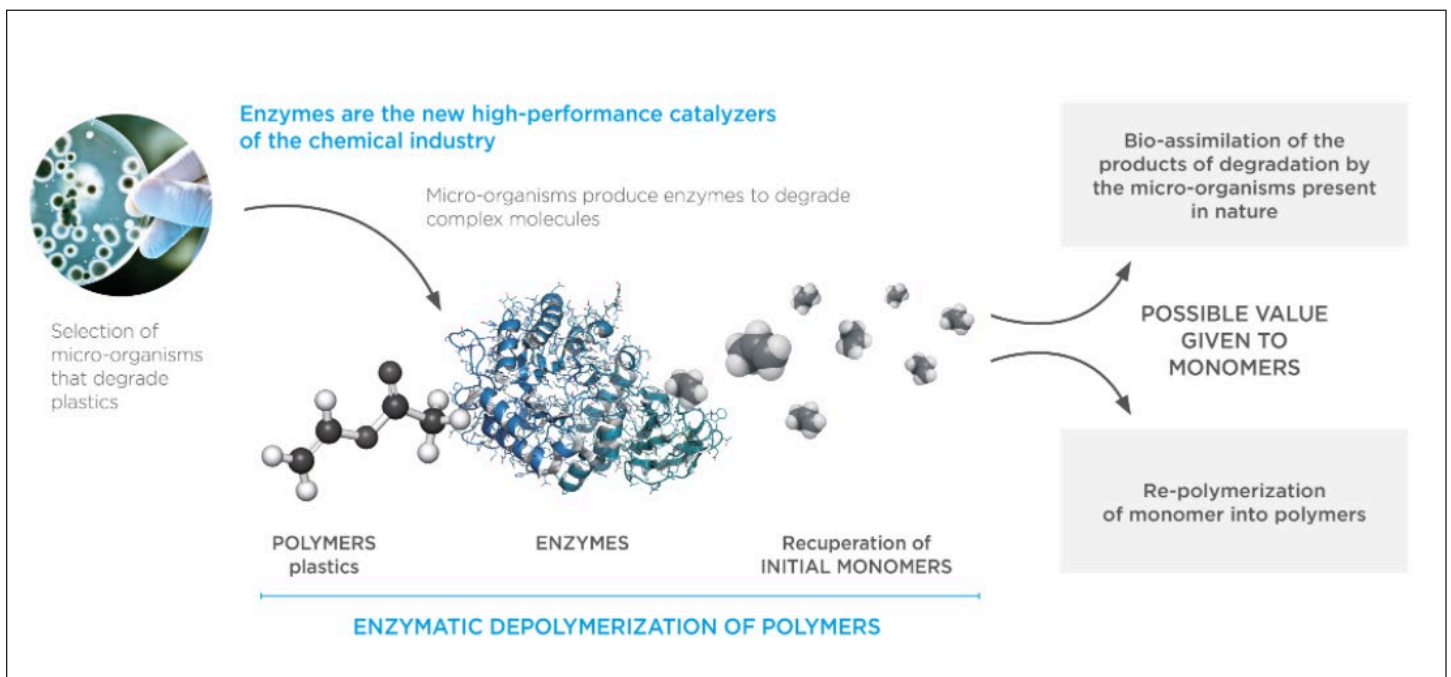 Enzymes are the new high-performance catalyzers
of the chemical industry
Micro-organisms produce enzymes to degrade
complex molecules
Selection of
micro-organisms
that degrade
plastics
POLYMERS
plastics
ENZYMES
Recuperation of
INITIAL MONOMERS
ENZYMATIC DEPOLYMERIZATION OF POLYMERS
Bio-assimilation of the
products of degradation by
the micro-organisms present
in nature
POSSIBLE VALUE
GIVEN TO
MONOMERS
Re-polymerization
of monomer into polymers